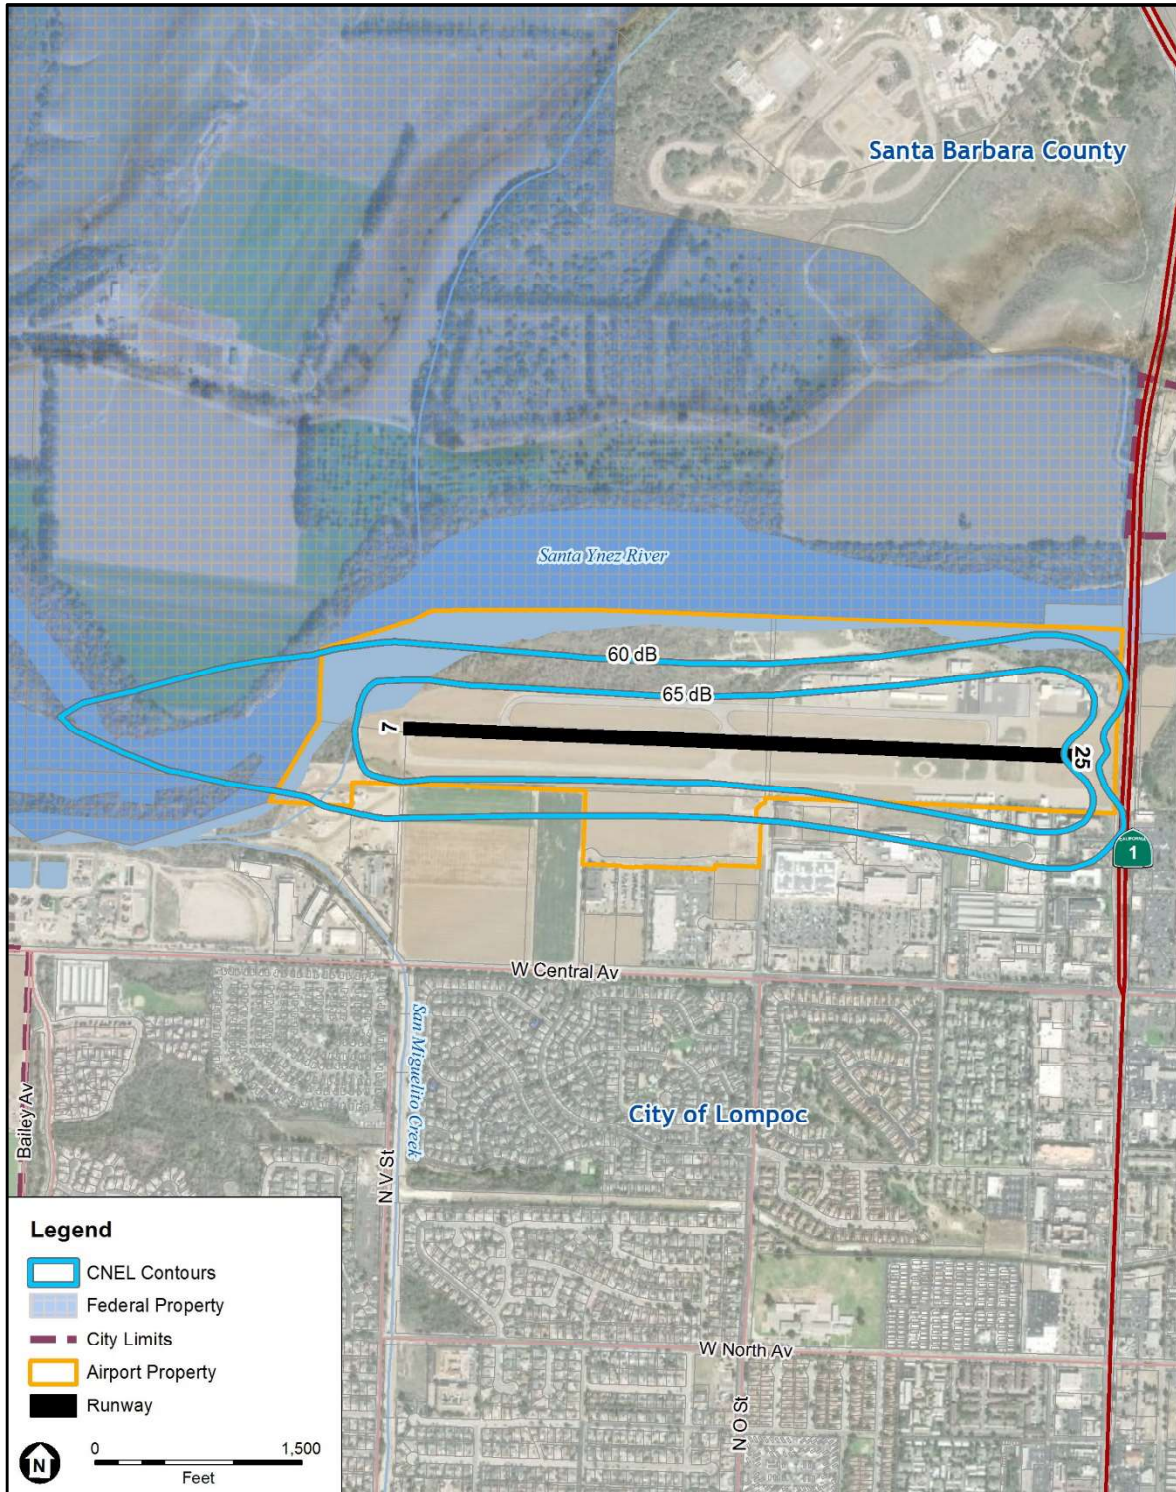 Santa Barbara County
Santa Ynez River
60 dB
65 dB
7
25
CALIFORNIA
1
W Central Av
San Miguelito Creek
City of Lompoc
Bailey Av
N V St
W North Av
N O St
Legend
CNEL Contours
Federal Property
City Limits
Airport Property
Runway
N
0 1,500
Feet